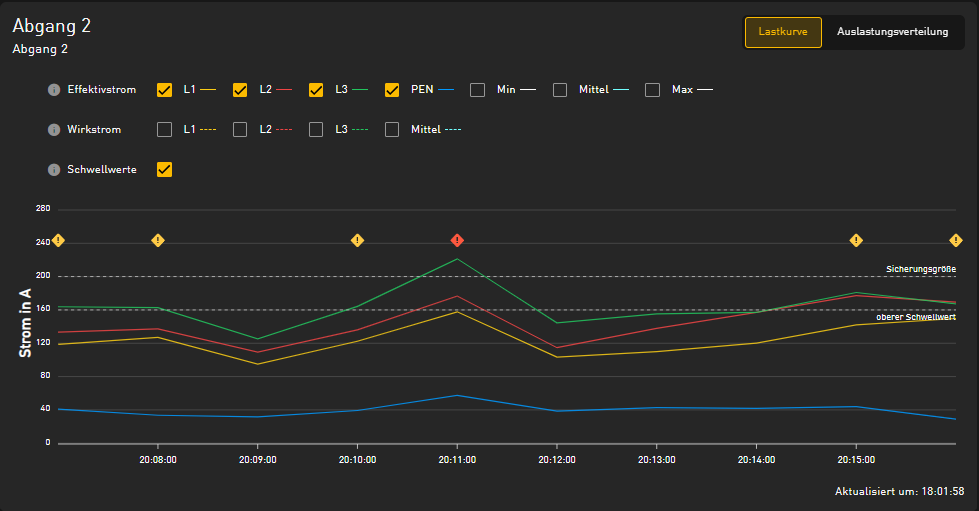 Abgang 2
Abgang 2
Lastkurve Auslastungsverteilung
Effektivstrom L1 L2 L3 PEN Min Mittel Max
Wirkstrom L1 L2 L3 Mittel
Schwellwerte
280
240
200
160
120
80
40
0
Strom in A
Sicherungsgröße
oberer Schwellwert
20:08:00 20:09:00 20:10:00 20:11:00 20:12:00 20:13:00 20:14:00 20:15:00
Aktualisiert um: 18:01:58